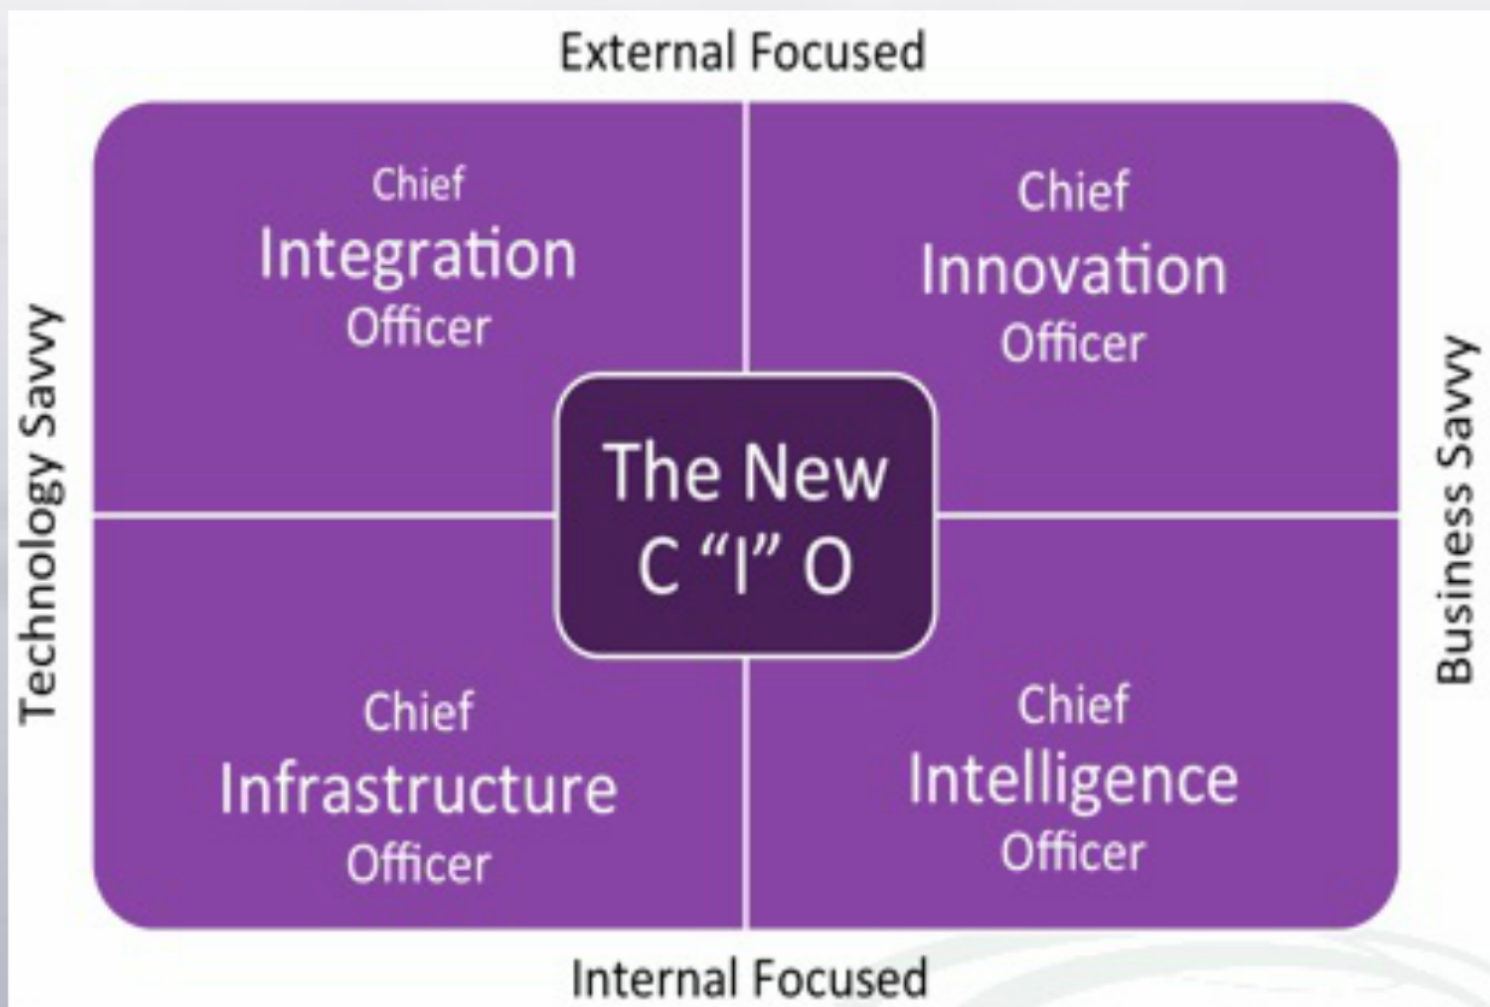 External Focused
Technology Savvy
Chief
Integration
Officer
Chief
Innovation
Officer
Business Savvy
The New
C “I” O
Chief
Infrastructure
Officer
Chief
Intelligence
Officer
Internal Focused